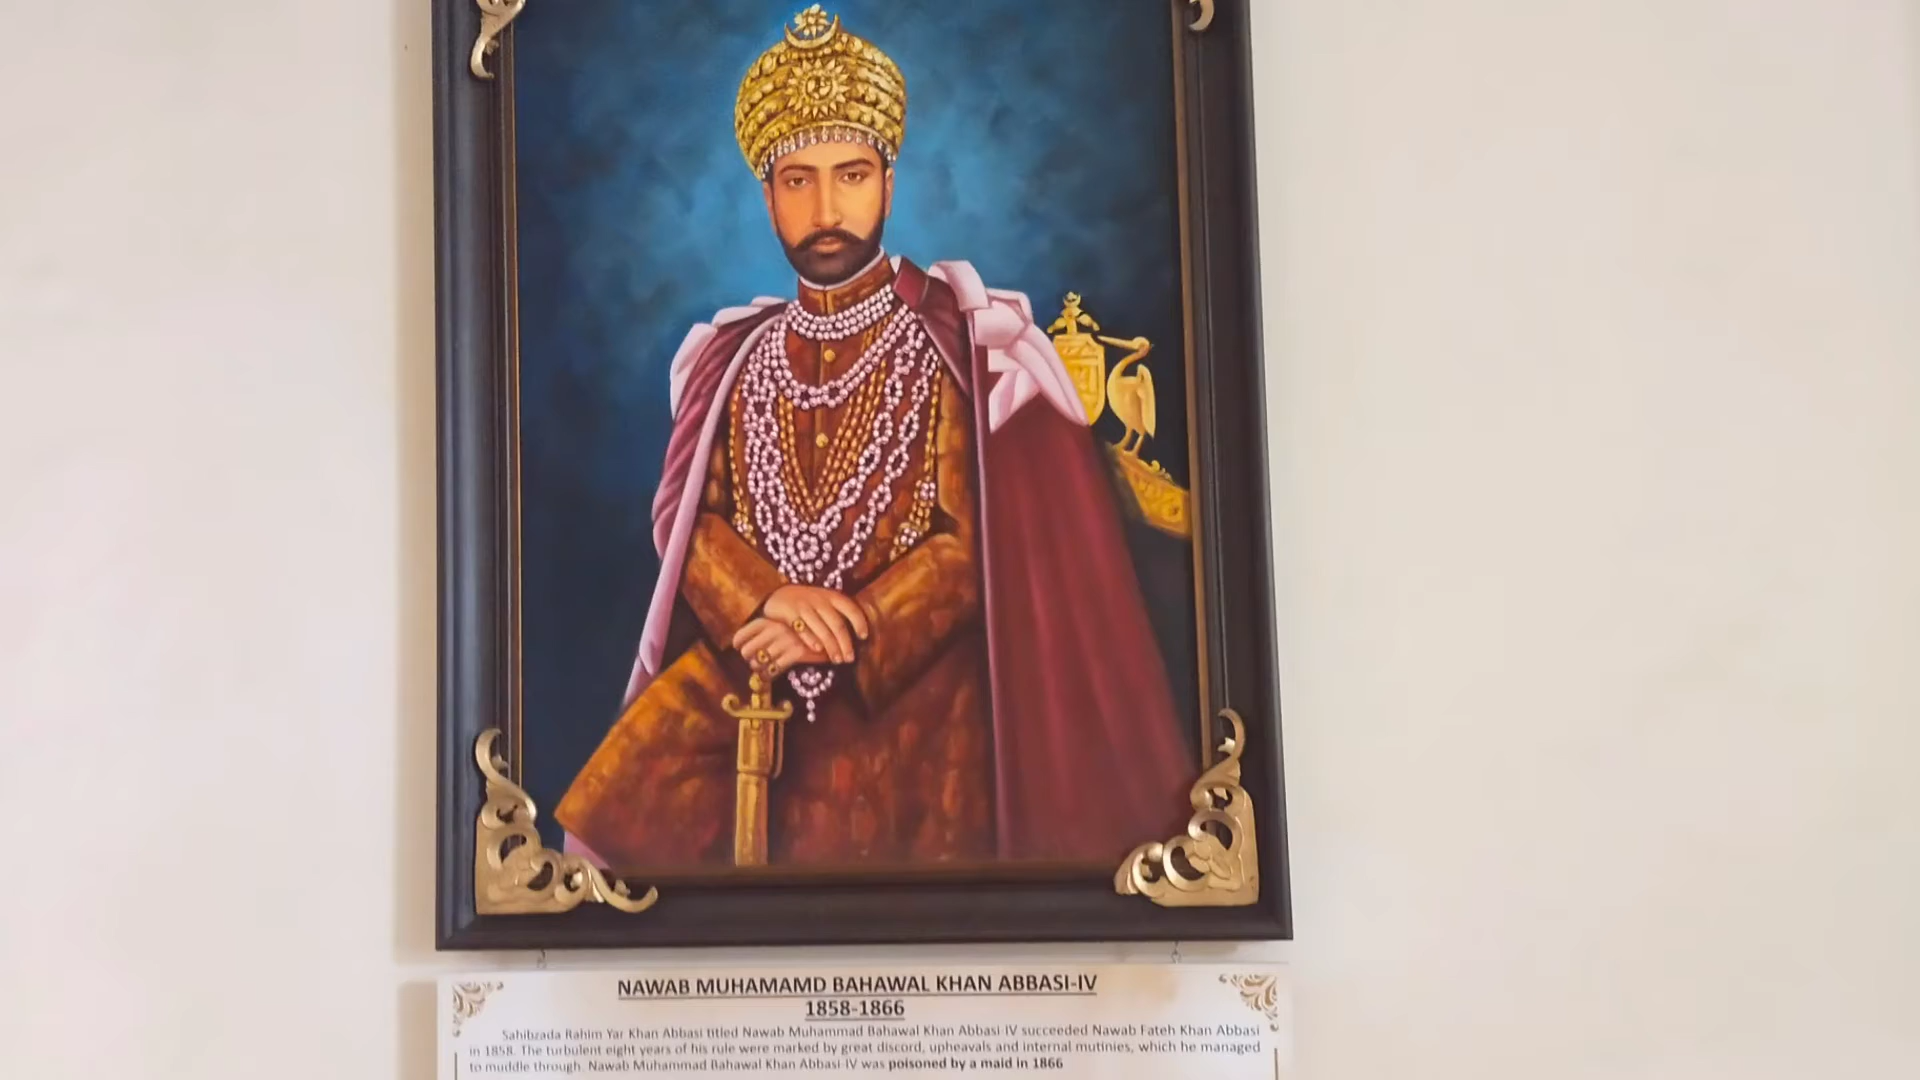 NAWAB MUHAMAMD BAHAWAL KHAN ABBASI-IV
1858-1866
Sahibzada Rahim Yar Khan Abbasi titled Nawab Muhammad Bahawal Khan Abbasi-IV succeeded Nawab Fateh Khan Abbasi
in 1858. The turbulent eight years of his rule were marked by great discord, upheavals and internal mutinies, which he managed
to muddle through. Nawab Muhammad Bahawal Khan Abbasi-IV was poisoned by a maid in 1866